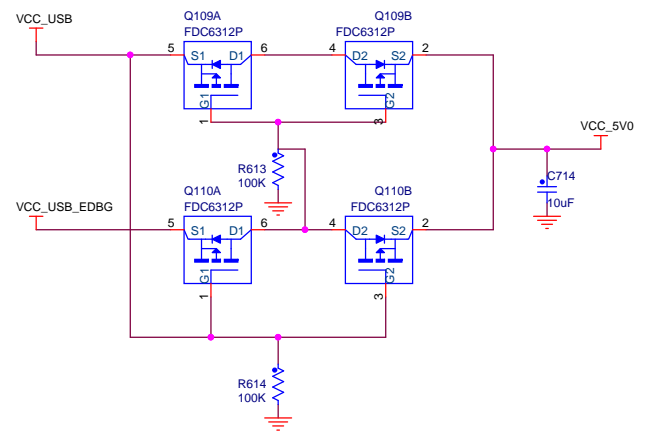 VCC_USB
Q109A
FDC6312P
Q109B
FDC6312P
5
S1
D1
6
4
D2
S2
2
G1
G2
1
3
VCC_5V0
R613
100K
C714
10uF
Q110A
FDC6312P
Q110B
FDC6312P
VCC_USB_EDBG
5
S1
D1
6
4
D2
S2
2
G1
G2
1
3
R614
100K